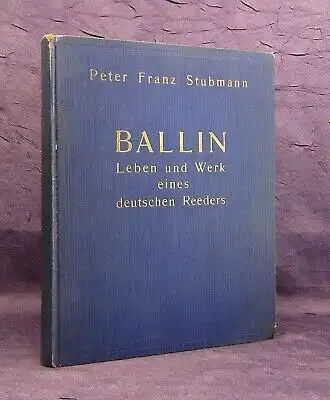 Peter Franz Stubmann
BALLIN
Leben und Werk
eines
deutschen Reeders